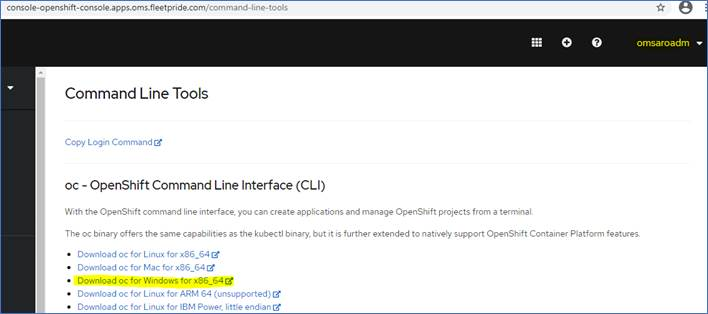 console-openshift-console.apps.oms.fleetpride.com/command-line-tools
omsaroadm
Command Line Tools
Copy Login Command
oc - OpenShift Command Line Interface (CLI)
With the OpenShift command line interface, you can create applications and manage OpenShift projects from a terminal.
The oc binary offers the same capabilities as the kubectl binary, but it is further extended to natively support OpenShift Container Platform features.
Download oc for Linux for x86_64
Download oc for Mac for x86_64
Download oc for Windows for x86_64
Download oc for Linux for ARM 64 (unsupported)
Download oc for Linux for IBM Power, little endian